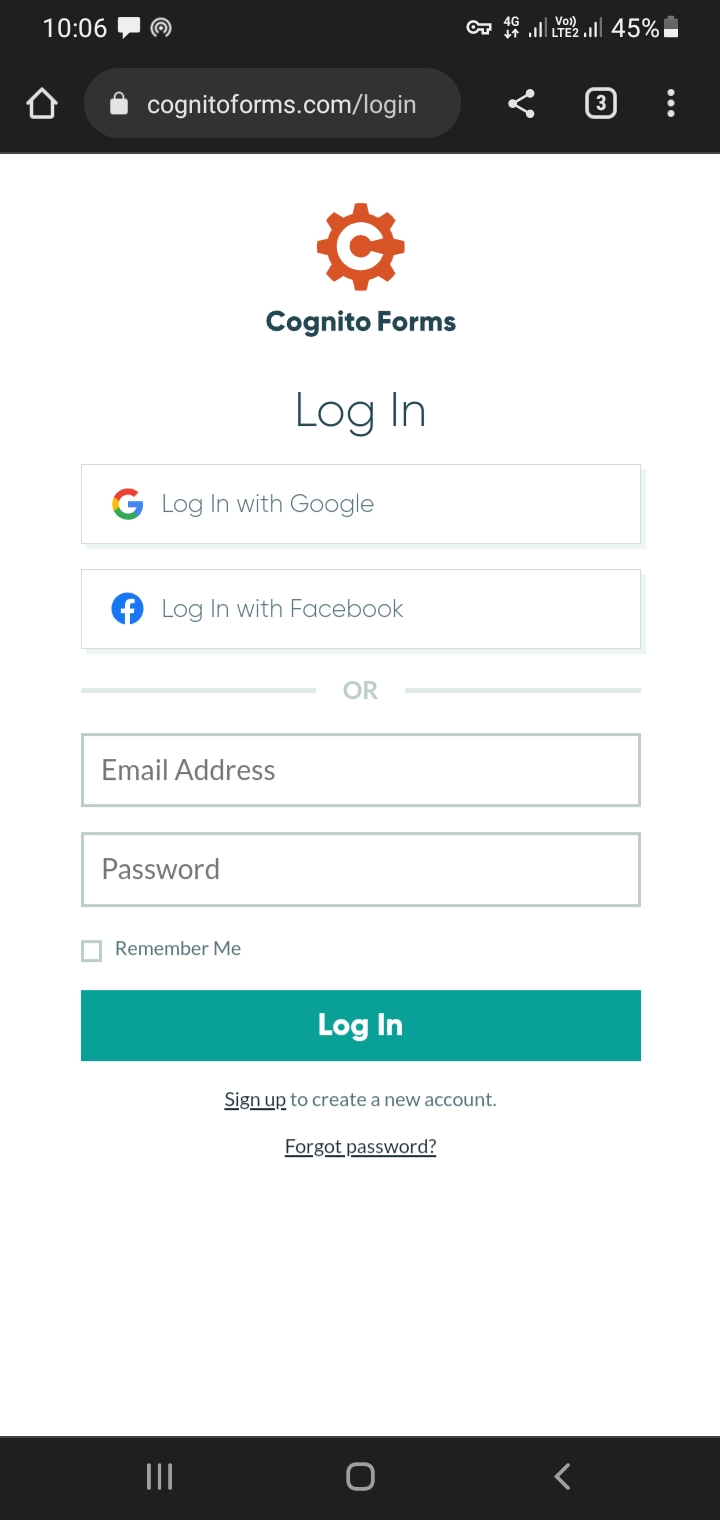 10:06 4G Vo) LTE2 45%
cognitoforms.com/login 3
Cognito Forms
Log In
Log In with Google
Log In with Facebook
OR
Email Address
Password
Remember Me
Log In
Sign up to create a new account.
Forgot password?